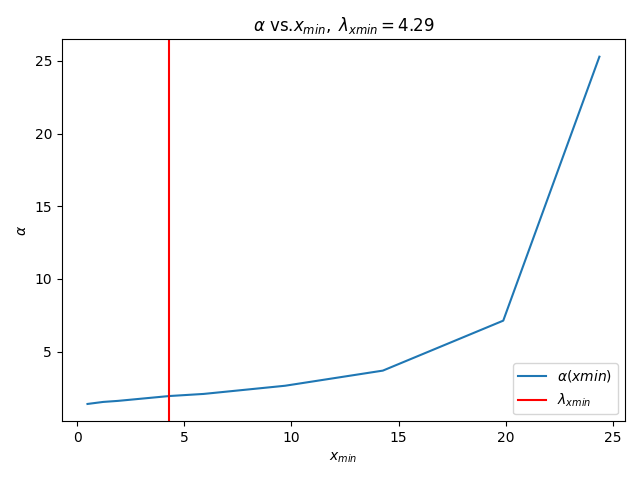 α vs.x_min, λ_xmin = 4.29
25
20
15
10
5
α
0 5 10 15 20 25
x_min
α(xmin)
λ_xmin